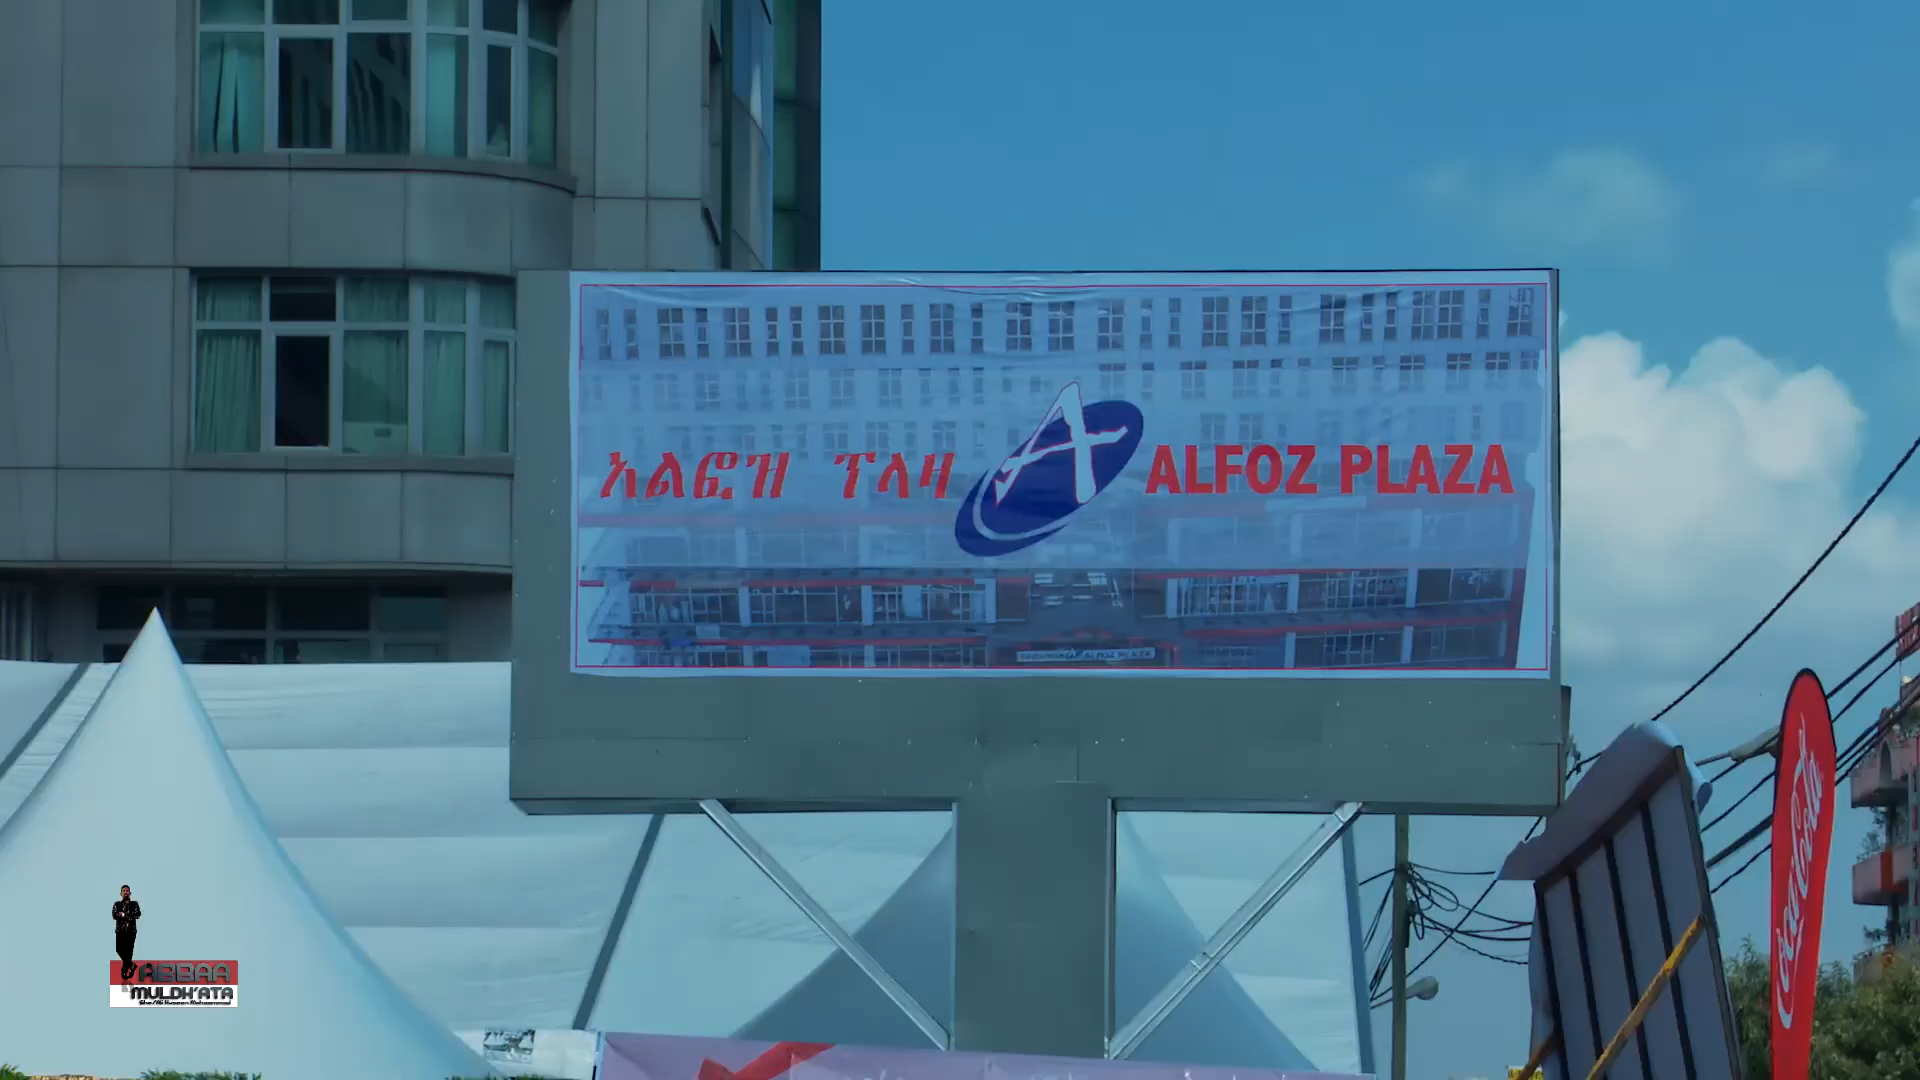 አልፎዝ ፕላዛ ALFOZ PLAZA
Coca-Cola
ABBAA
MULDH'ATA